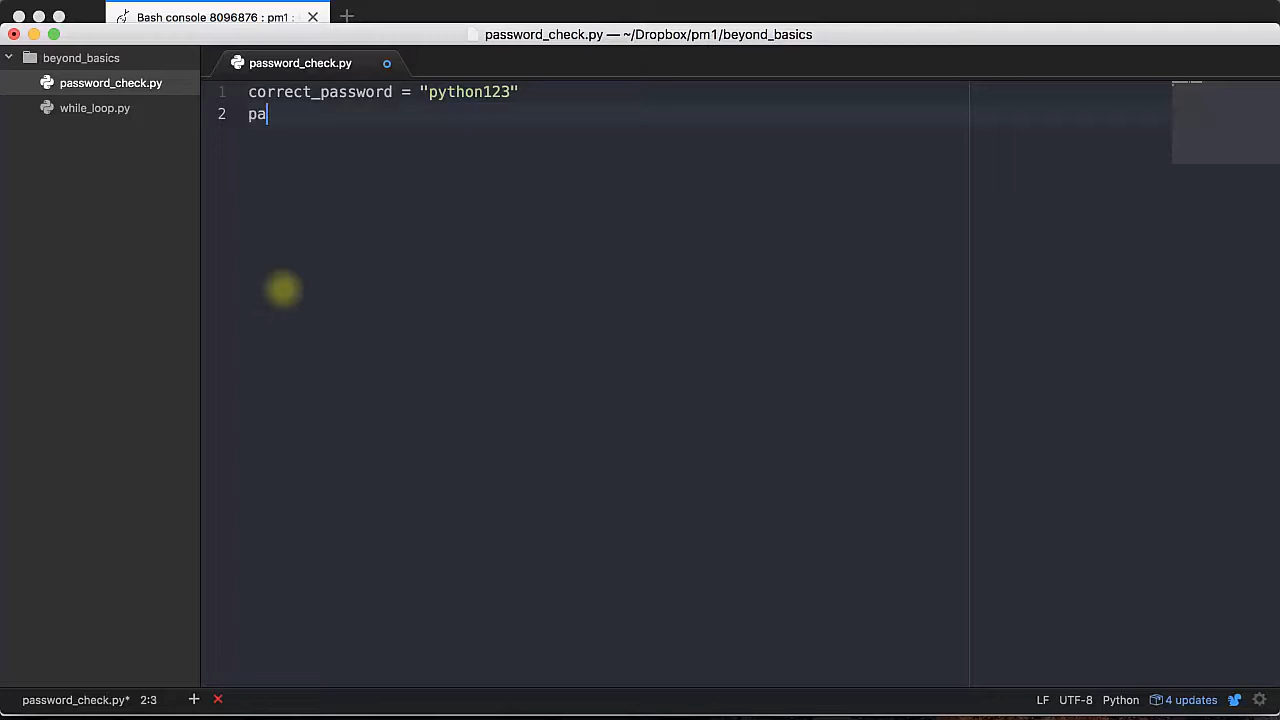 Bash console 8096876 : pm1 :
password_check.py — ~/Dropbox/pm1/beyond_basics
beyond_basics
password_check.py
while_loop.py
password_check.py
1 correct_password = "python123"
2 pa
password_check.py* 2:3
LF UTF-8 Python 4 updates